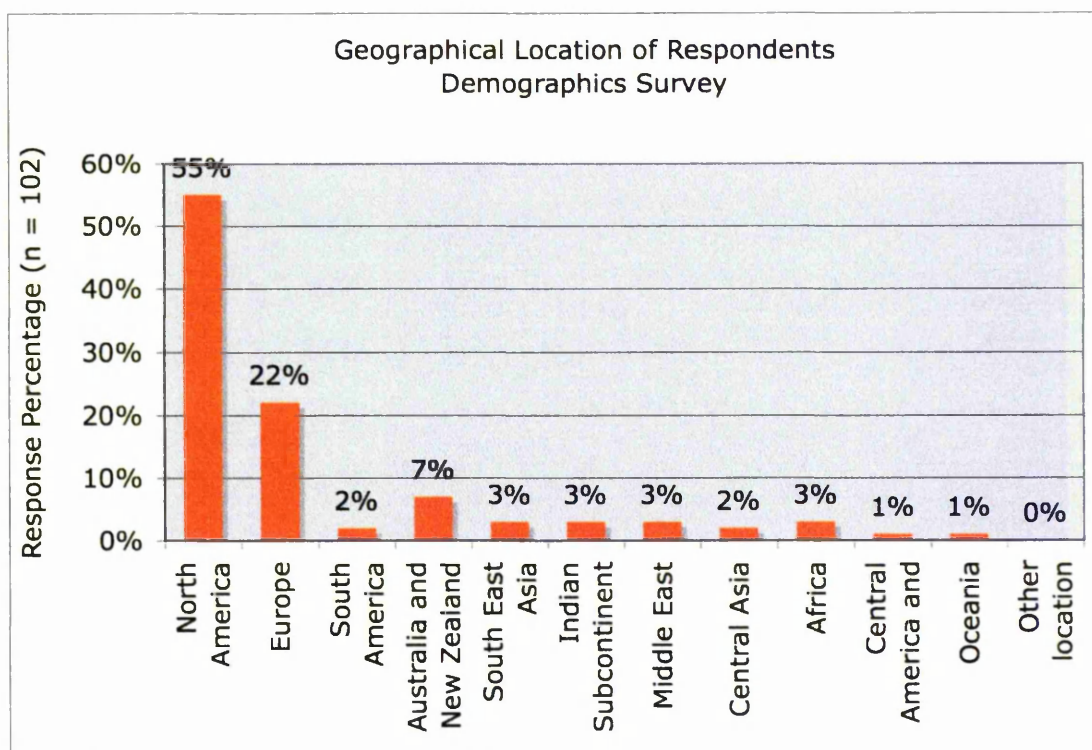 Geographical Location of Respondents
Demographics Survey
Response Percentage (n = 102)
60%
50%
40%
30%
20%
10%
0%
55%
22%
2%
7%
3%
3%
3%
2%
3%
1%
1%
0%
North
America
Europe
South
America
Australia and
New Zealand
South East
Asia
Indian
Subcontinent
Middle East
Central Asia
Africa
Central
America and
Oceania
Other
location